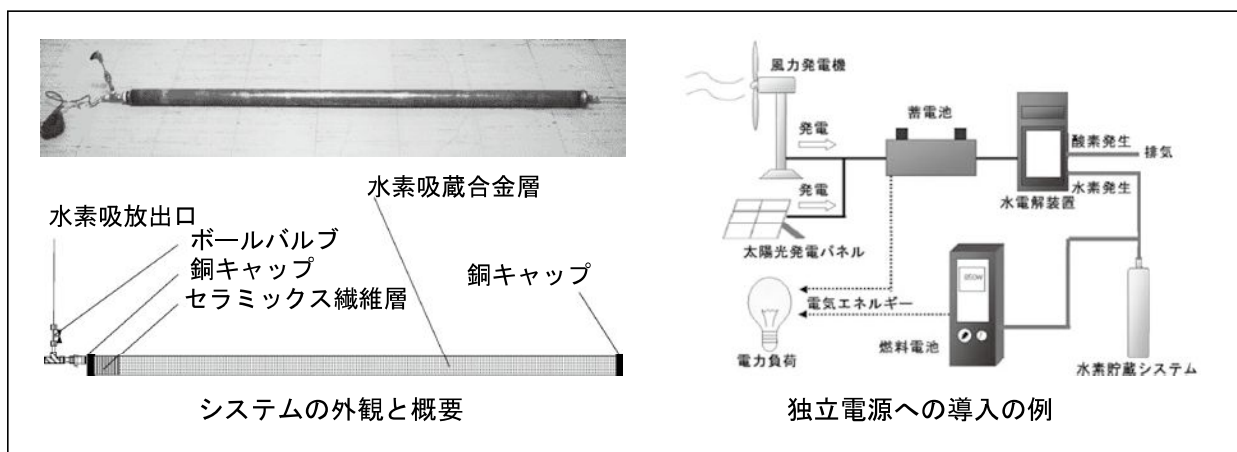 水素吸蔵合金層
水素吸放出口
ボールバルブ
銅キャップ
セラミックス繊維層
銅キャップ
システムの外観と概要
風力発電機
発電
蓄電池
酸素発生
排気
水素発生
水電解装置
発電
太陽光発電パネル
電気エネルギー
電力負荷
燃料電池
水素貯蔵システム
独立電源への導入の例